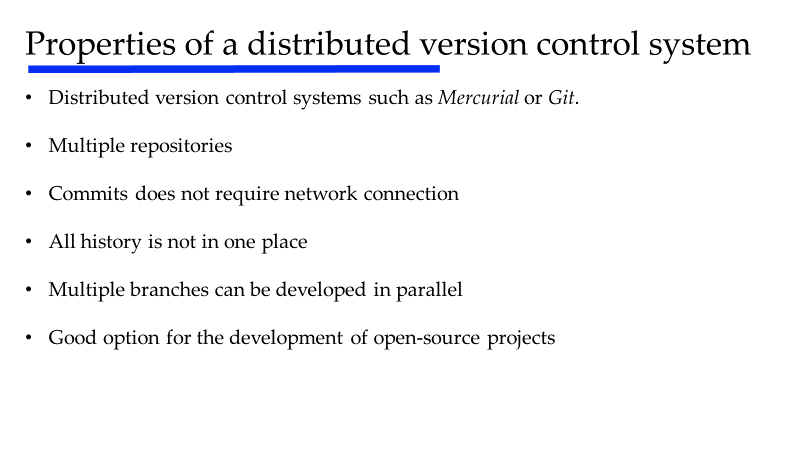 Properties of a distributed version control system
• Distributed version control systems such as Mercurial or Git.
• Multiple repositories
• Commits does not require network connection
• All history is not in one place
• Multiple branches can be developed in parallel
• Good option for the development of open-source projects